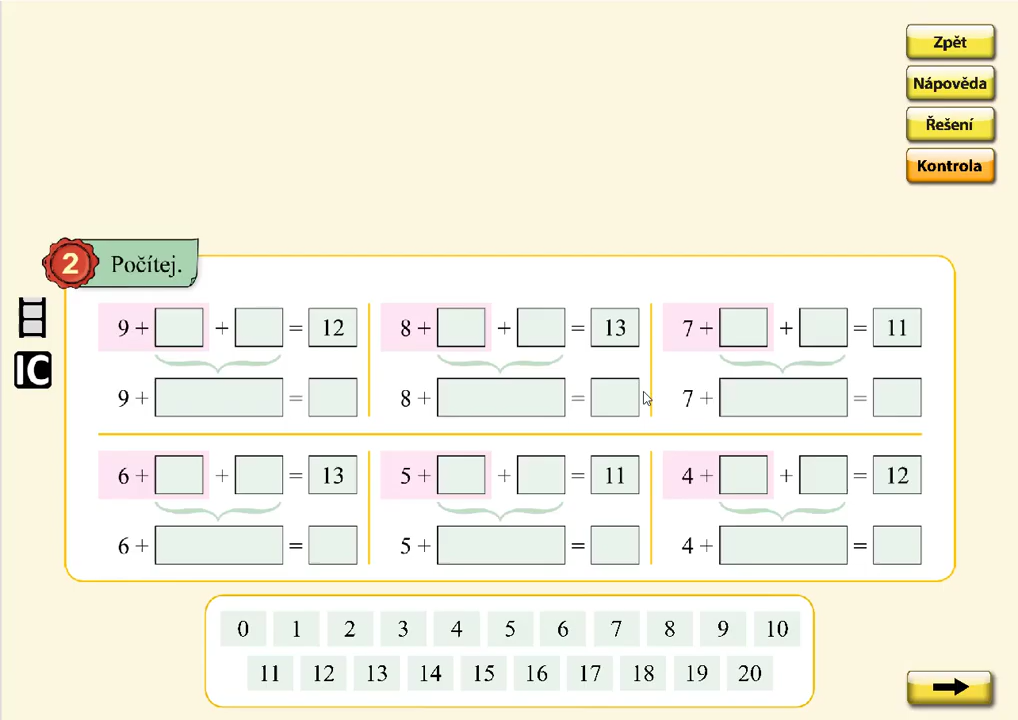 Zpět
Nápověda
Řešení
Kontrola
2 Počítej.
IC
9 + + = 12 8 + + = 13 7 + + = 11
9 + = 8 + = 7 + =
6 + + = 13 5 + + = 11 4 + + = 12
6 + = 5 + = 4 + =
0 1 2 3 4 5 6 7 8 9 10
11 12 13 14 15 16 17 18 19 20